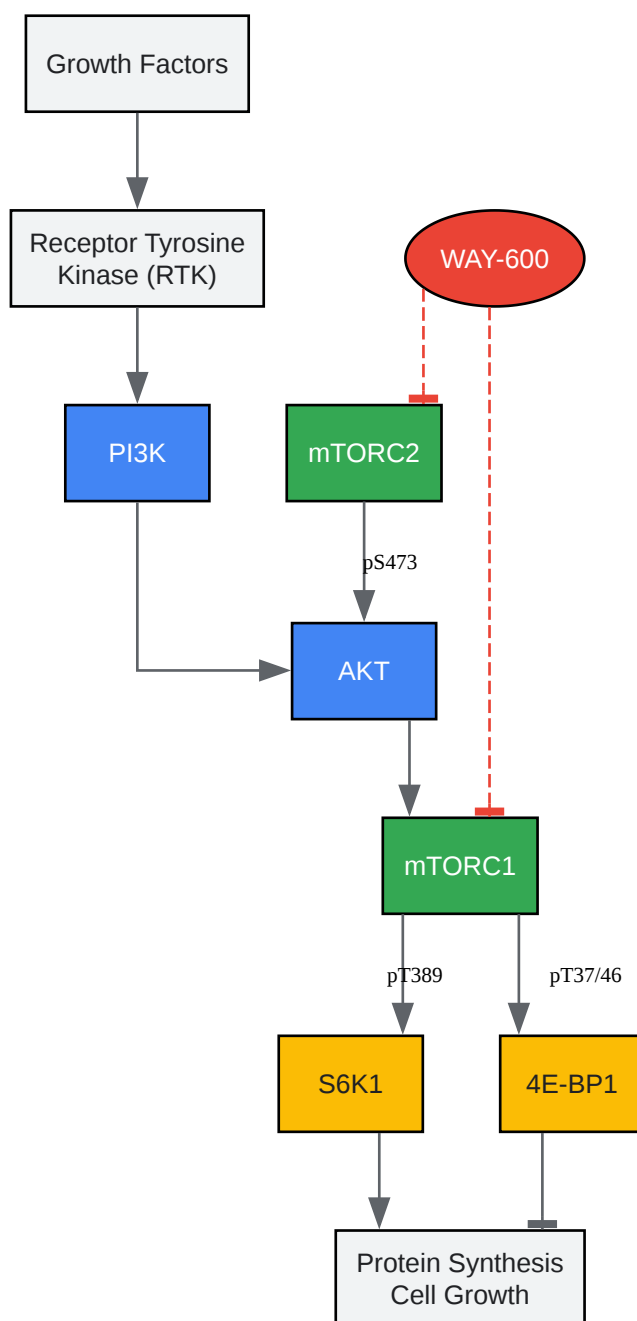 Growth Factors
Receptor Tyrosine
Kinase (RTK)
WAY-600
PI3K
mTORC2
pS473
AKT
mTORC1
pT389
pT37/46
S6K1
4E-BP1
Protein Synthesis
Cell Growth